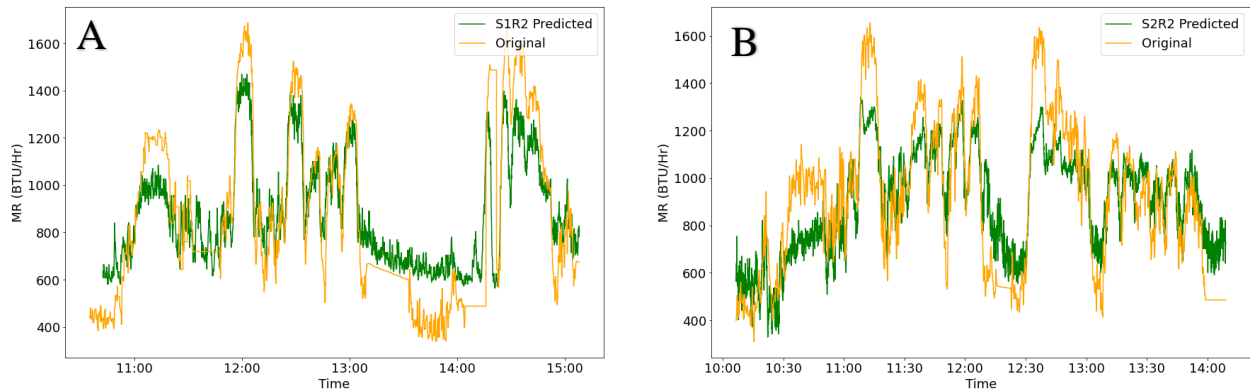 A
S1R2 Predicted
Original
1600
1400
1200
1000
800
600
400
MR (BTU/Hr)
11:00 12:00 13:00 14:00 15:00
Time
B
S2R2 Predicted
Original
1600
1400
1200
1000
800
600
400
MR (BTU/Hr)
10:00 10:30 11:00 11:30 12:00 12:30 13:00 13:30 14:00
Time